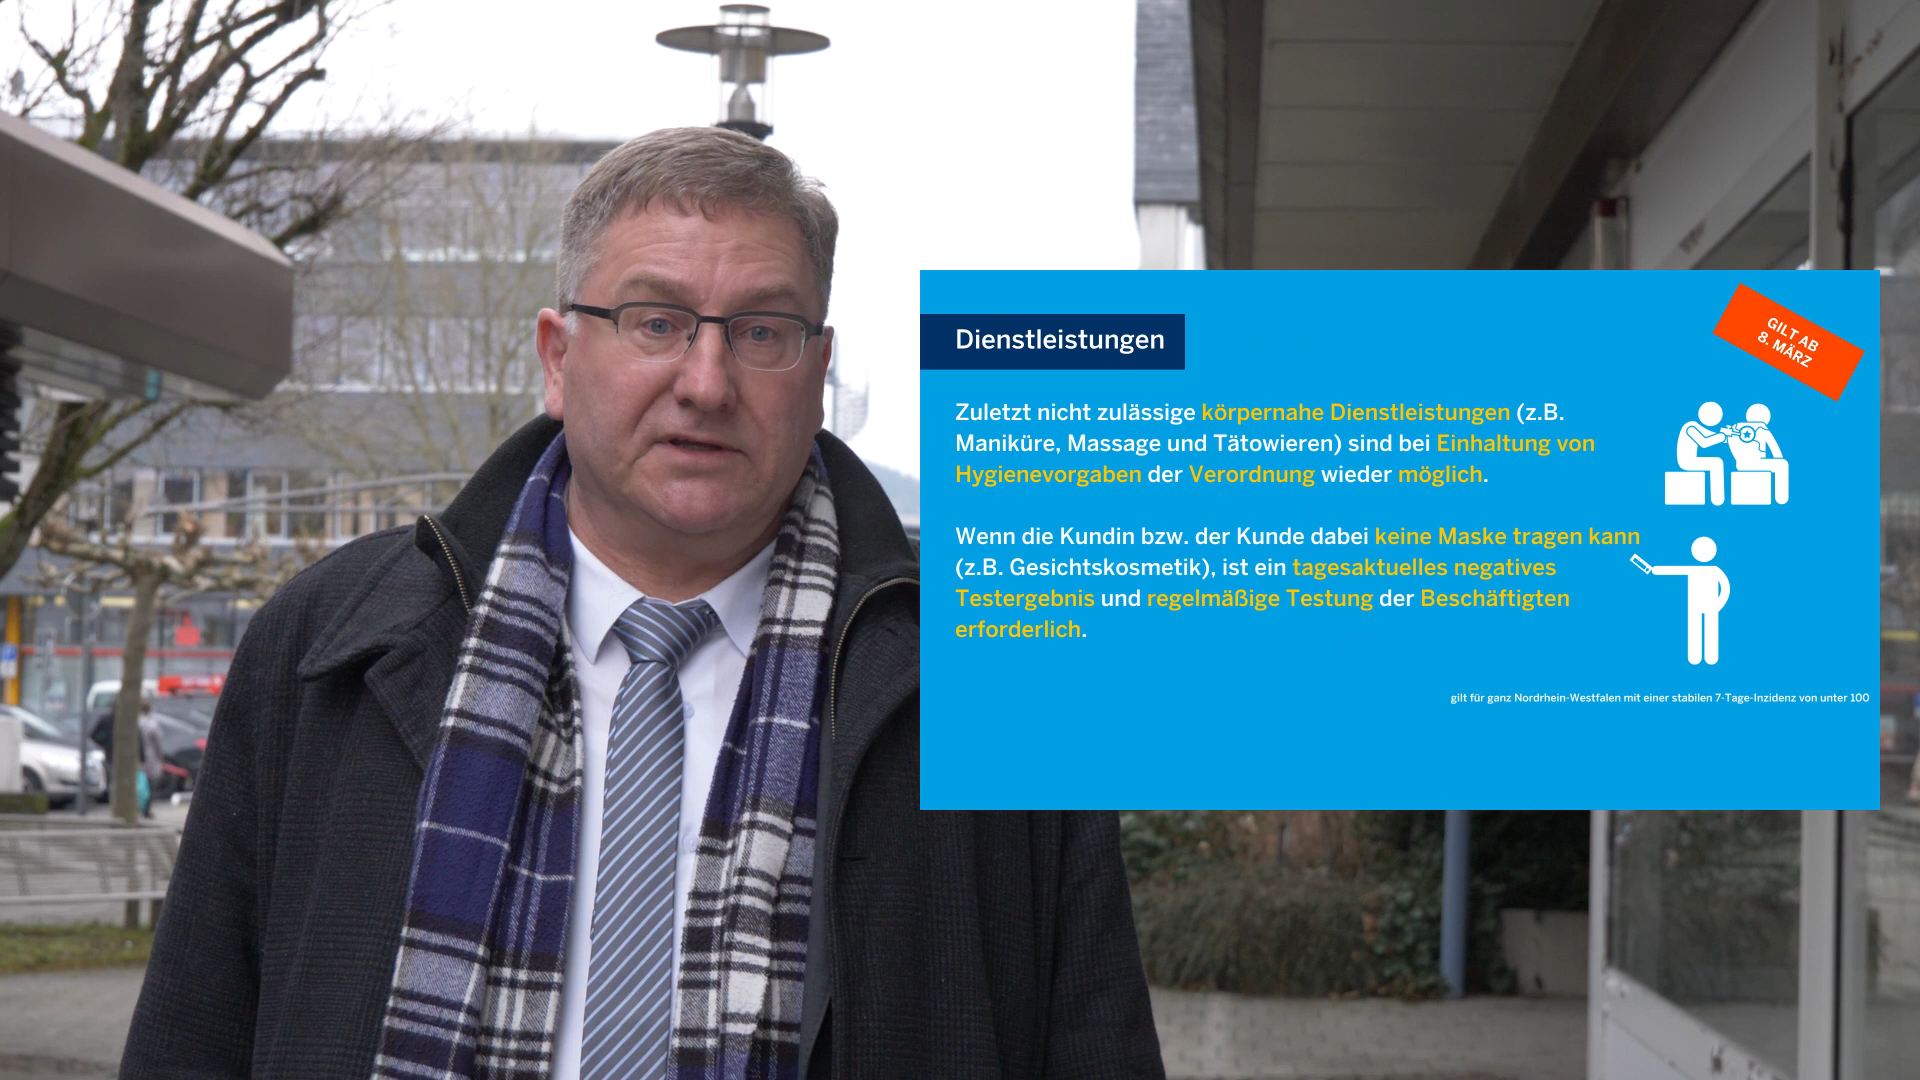 GILT AB
8. MÄRZ
Dienstleistungen
Zuletzt nicht zulässige körpernahe Dienstleistungen (z.B.
Maniküre, Massage und Tätowieren) sind bei Einhaltung von
Hygienevorgaben der Verordnung wieder möglich.
Wenn die Kundin bzw. der Kunde dabei keine Maske tragen kann
(z.B. Gesichtskosmetik), ist ein tagesaktuelles negatives
Testergebnis und regelmäßige Testung der Beschäftigten
erforderlich.
gilt für ganz Nordrhein-Westfalen mit einer stabilen 7-Tage-Inzidenz von unter 100